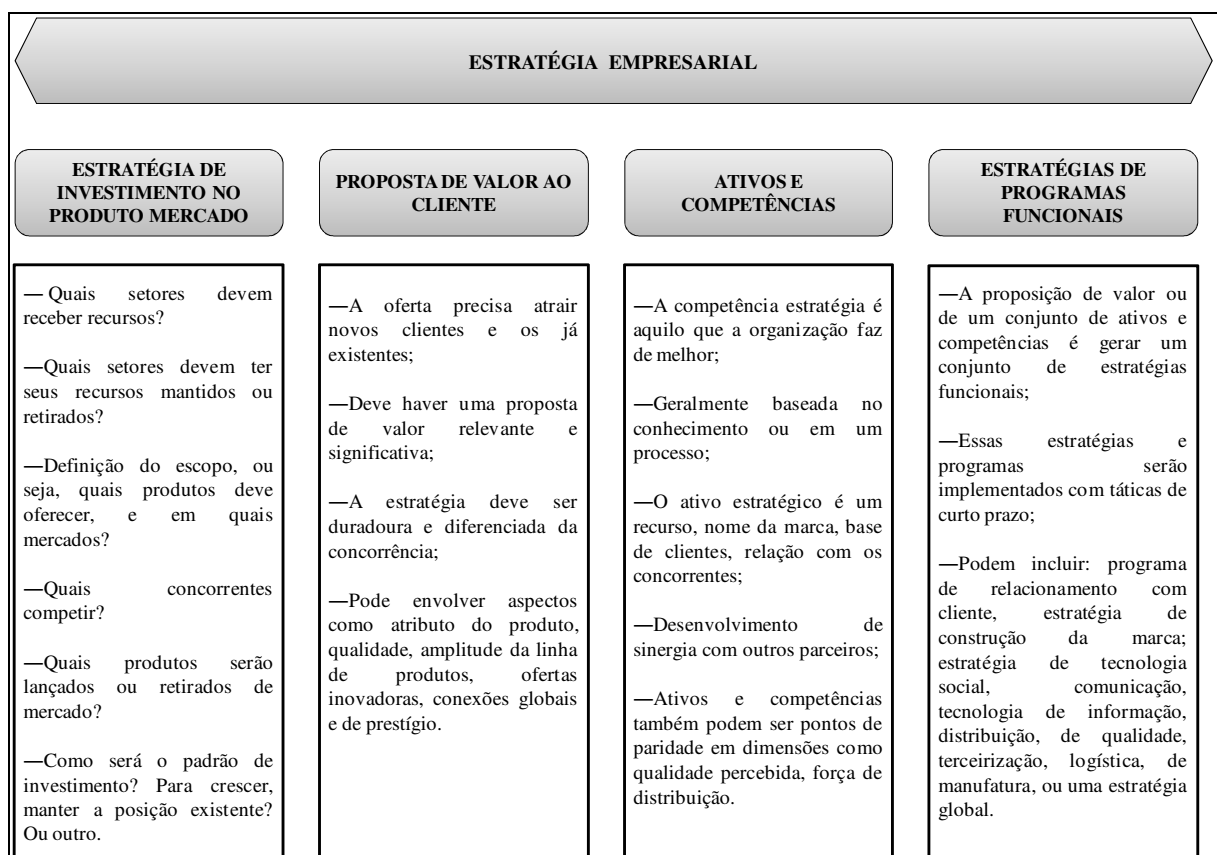 ESTRATÉGIA EMPRESARIAL
ESTRATÉGIA DE
INVESTIMENTO NO
PRODUTO MERCADO
PROPOSTA DE VALOR AO
CLIENTE
ATIVOS E
COMPETÊNCIAS
ESTRATÉGIAS DE
PROGRAMAS
FUNCIONAIS
― Quais setores devem
receber recursos?
―Quais setores devem ter
seus recursos mantidos ou
retirados?
―Definição do escopo, ou
seja, quais produtos deve
oferecer, e em quais
mercados?
―Quais concorrentes
competir?
―Quais produtos serão
lançados ou retirados de
mercado?
―Como será o padrão de
investimento? Para crescer,
manter a posição existente?
Ou outro.
―A oferta precisa atrair
novos clientes e os já
existentes;
―Deve haver uma proposta
de valor relevante e
significativa;
―A estratégia deve ser
duradoura e diferenciada da
concorrência;
―Pode envolver aspectos
como atributo do produto,
qualidade, amplitude da linha
de produtos, ofertas
inovadoras, conexões globais
e de prestígio.
―A competência estratégia é
aquilo que a organização faz
de melhor;
―Geralmente baseada no
conhecimento ou em um
processo;
―O ativo estratégico é um
recurso, nome da marca, base
de clientes, relação com os
concorrentes;
―Desenvolvimento de
sinergia com outros parceiros;
―Ativos e competências
também podem ser pontos de
paridade em dimensões como
qualidade percebida, força de
distribuição.
―A proposição de valor ou
de um conjunto de ativos e
competências é gerar um
conjunto de estratégias
funcionais;
―Essas estratégias e
programas serão
implementados com táticas de
curto prazo;
―Podem incluir: programa
de relacionamento com
cliente, estratégia de
construção da marca;
estratégia de tecnologia
social, comunicação,
tecnologia de informação,
distribuição, de qualidade,
terceirização, logística, de
manufatura, ou uma estratégia
global.